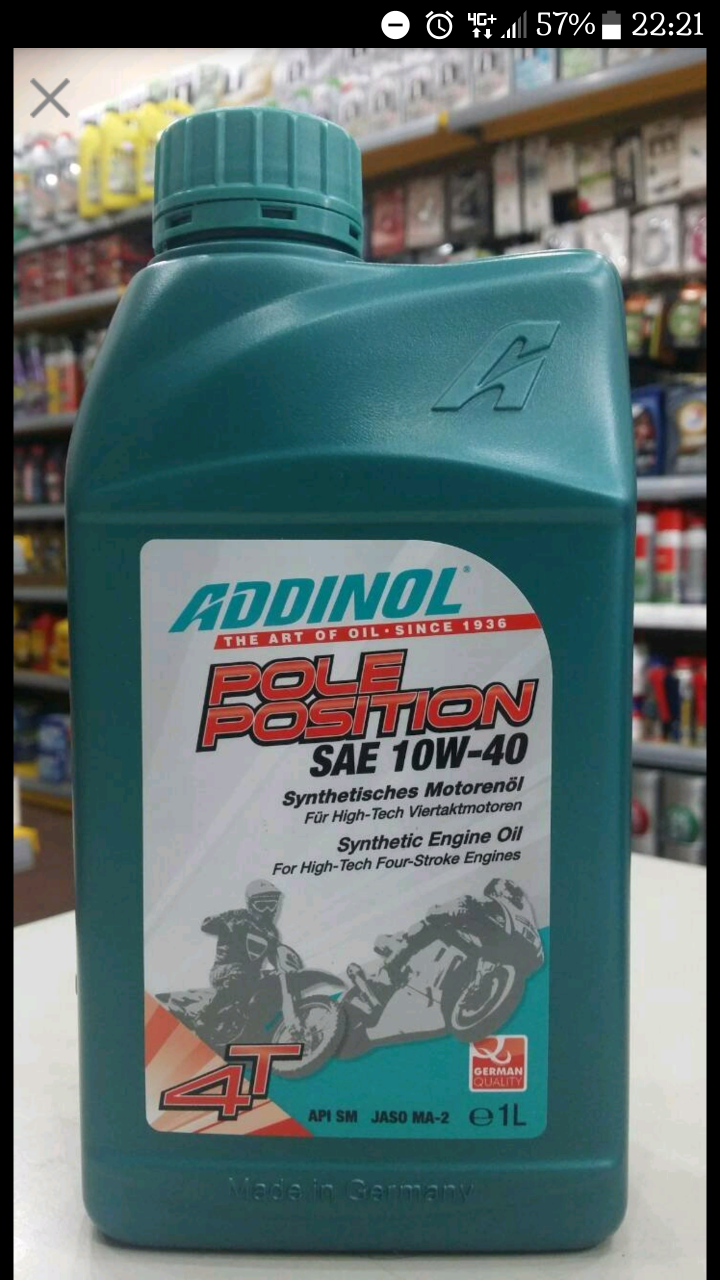 4G+ 57% 22:21
ADDINOL®
THE ART OF OIL · SINCE 1936
POLE
POSITION
SAE 10W-40
Synthetisches Motorenöl
Für High-Tech Viertaktmotoren
Synthetic Engine Oil
For High-Tech Four-Stroke Engines
4T
GERMAN
QUALITY
API SM JASO MA-2 ℮1L
Made in Germany